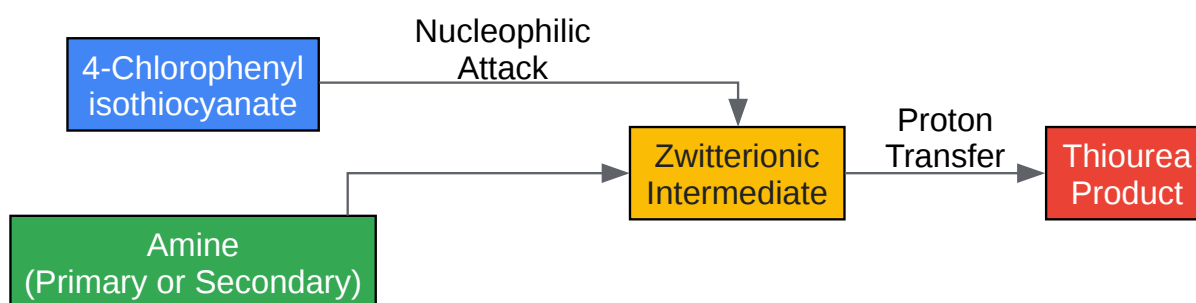 Nucleophilic
Attack
4-Chlorophenyl
isothiocyanate
Proton
Transfer
Zwitterionic
Intermediate
Thiourea
Product
Amine
(Primary or Secondary)